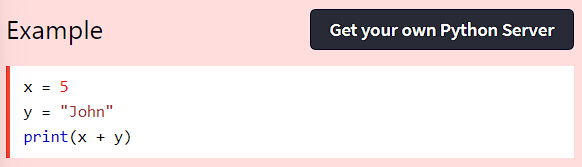 Example
Get your own Python Server
x = 5
y = "John"
print(x + y)